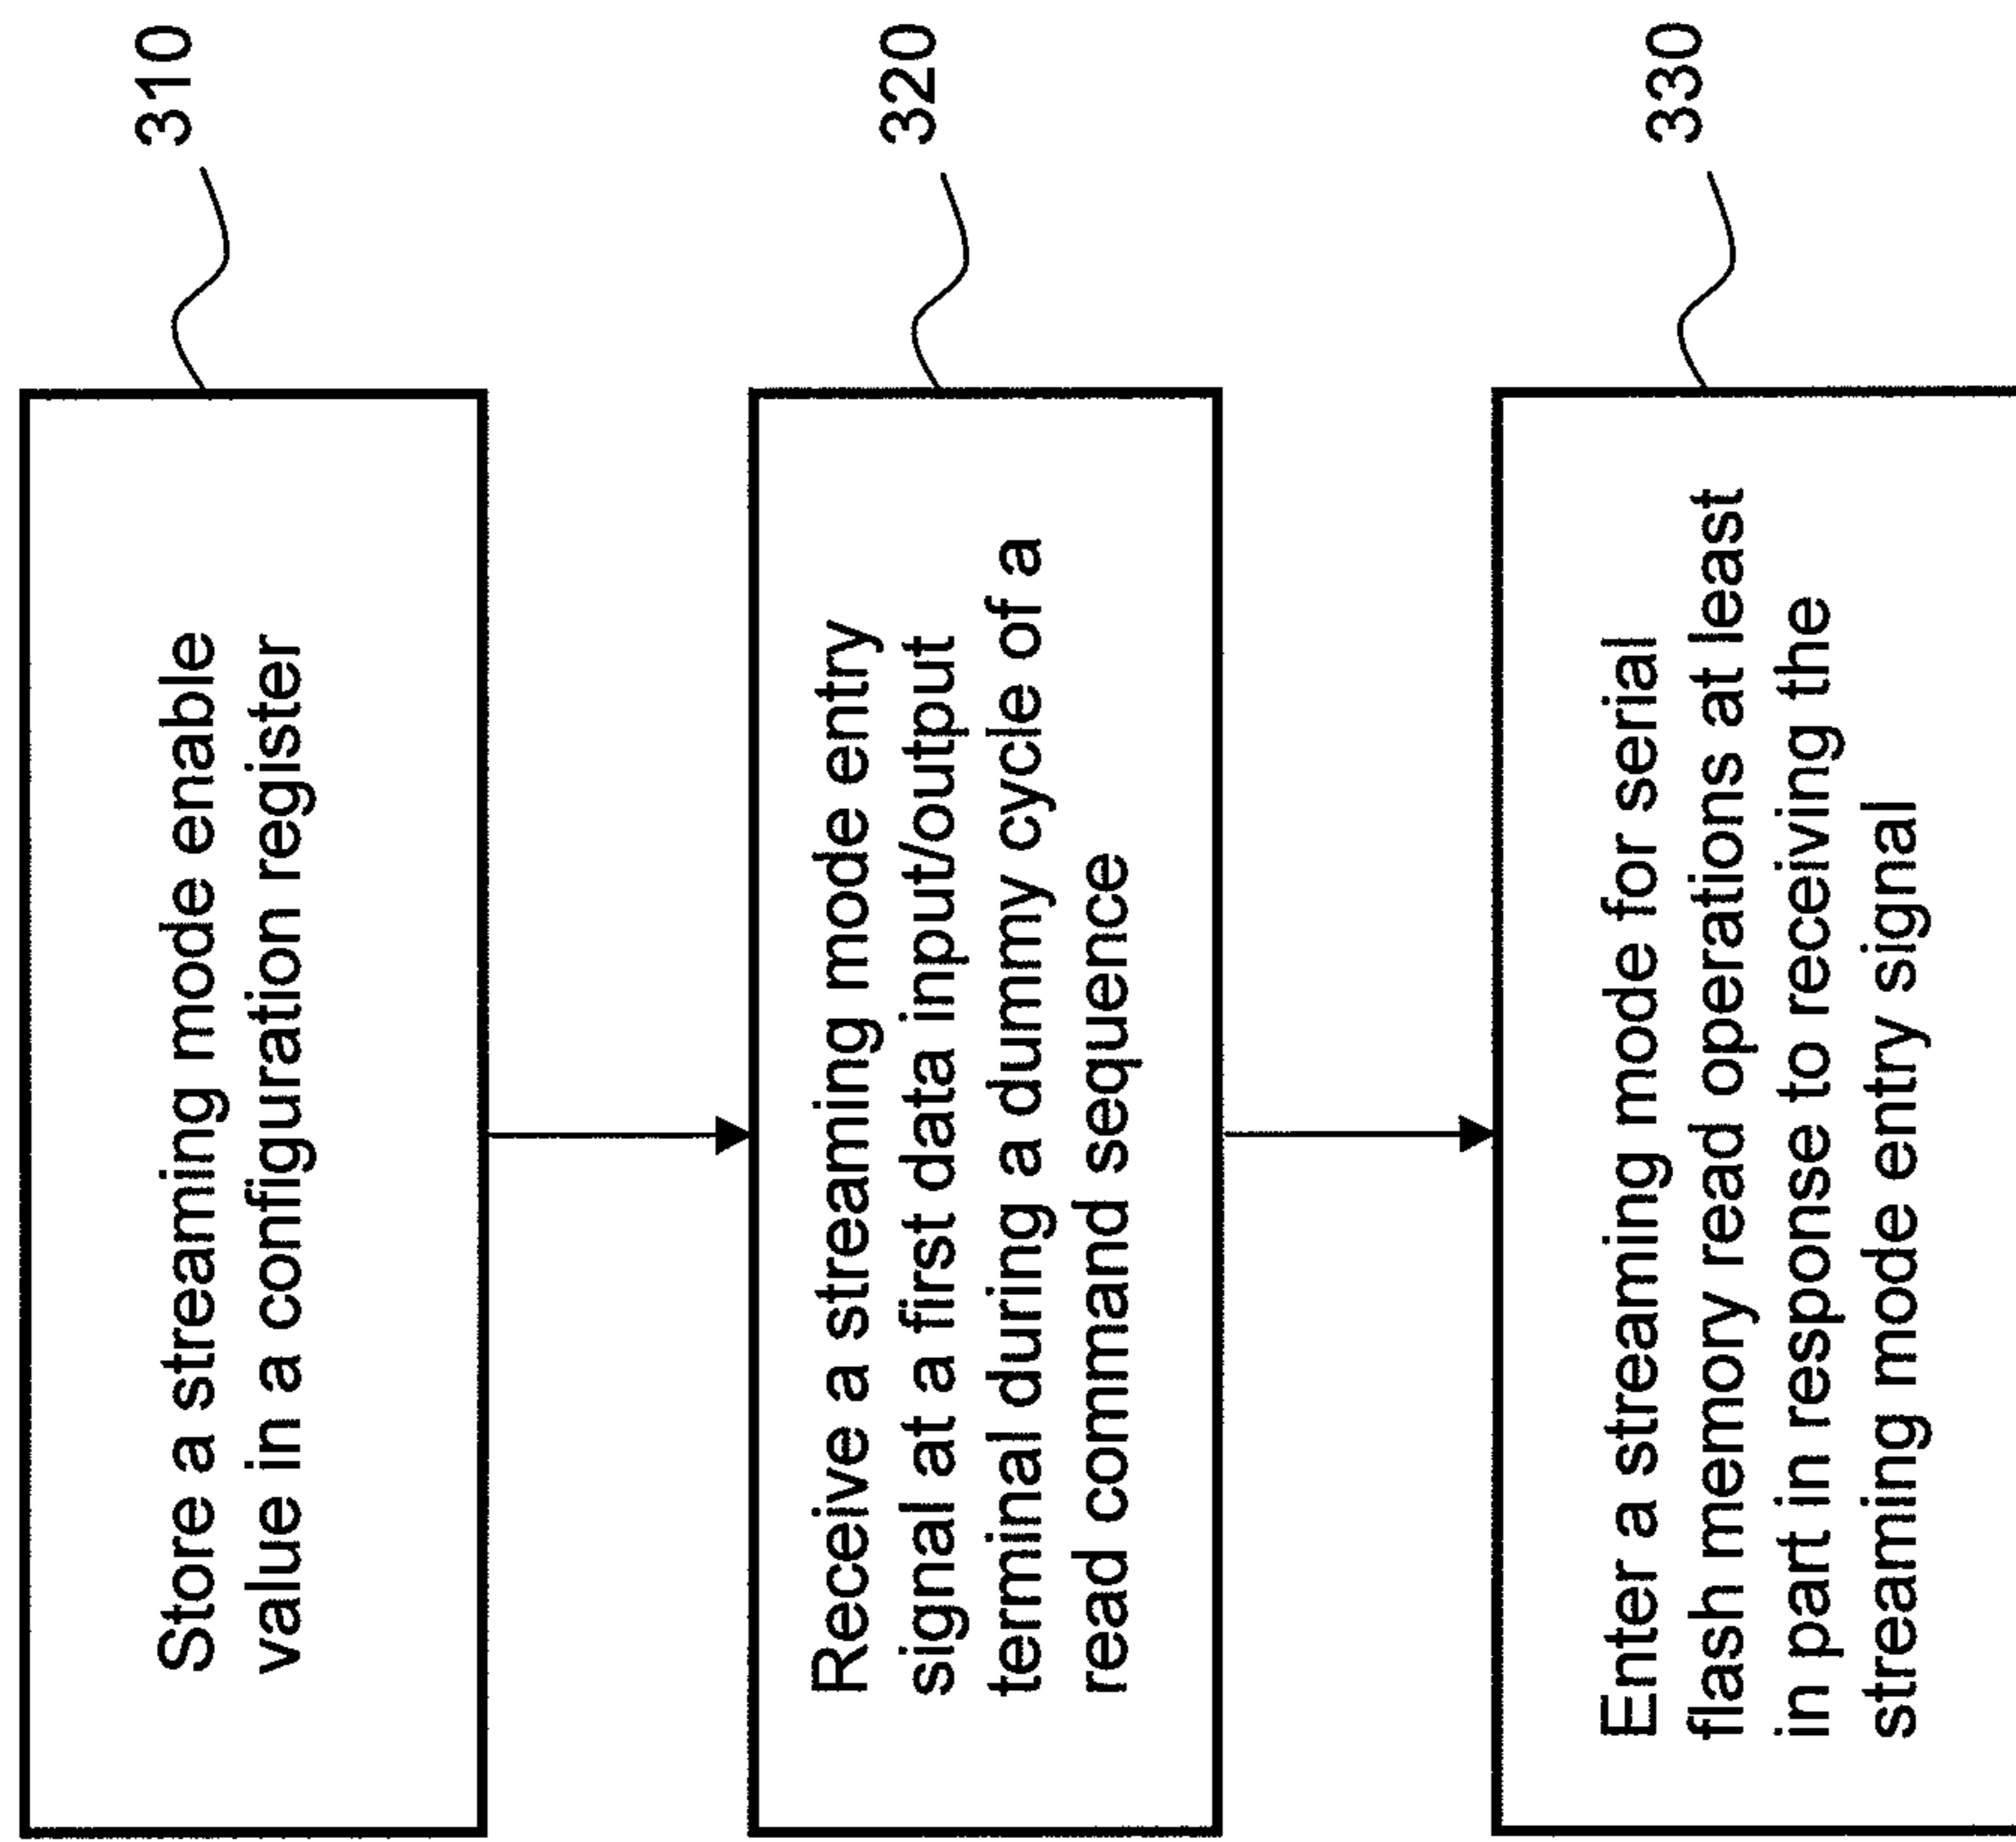 310
Store a streaming mode enable
value in a configuration register
320
Receive a streaming mode entry
signal at a first data input/output
terminal during a dummy cycle of a
read command sequence
330
Enter a streaming mode for serial
flash memory read operations at least
in part in response to receiving the
streaming mode entry signal